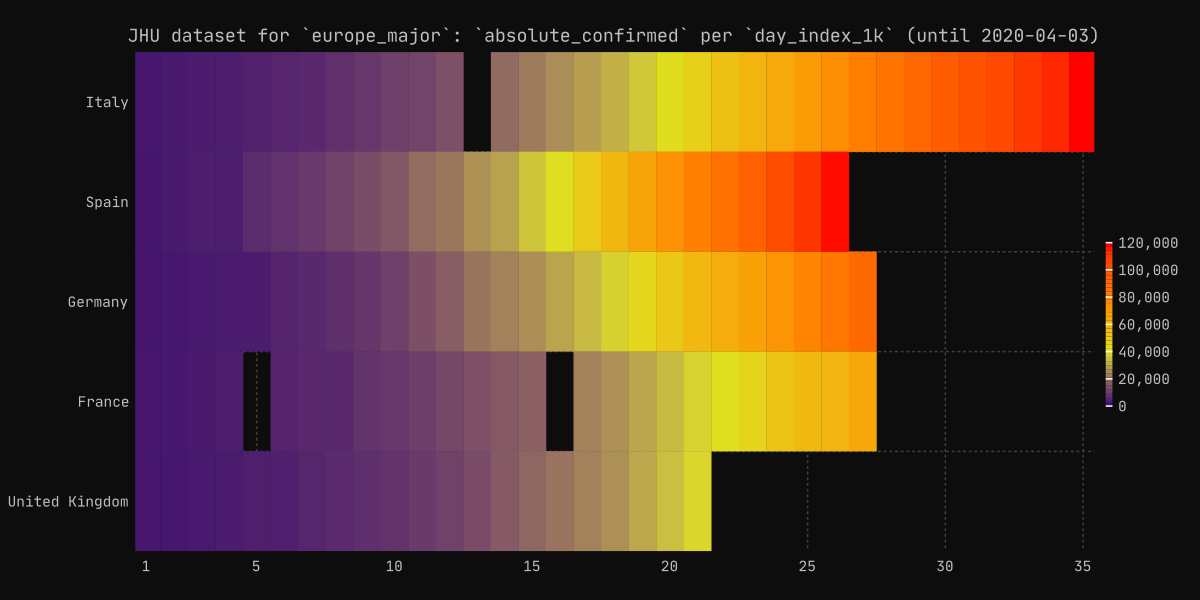 JHU dataset for `europe_major`: `absolute_confirmed` per `day_index_1k` (until 2020-04-03)
Italy
Spain
Germany
France
United Kingdom
120,000
100,000
80,000
60,000
40,000
20,000
0
1 5 10 15 20 25 30 35